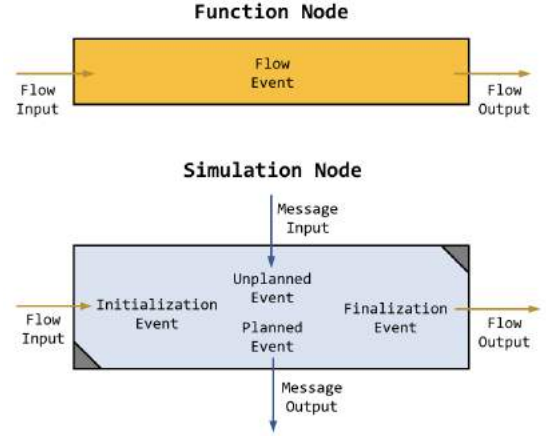 Function Node
Flow
Event
Flow
Input
Flow
Output
Simulation Node
Message
Input
Unplanned
Event
Initialization
Event
Finalization
Event
Flow
Input
Planned
Event
Flow
Output
Message
Output